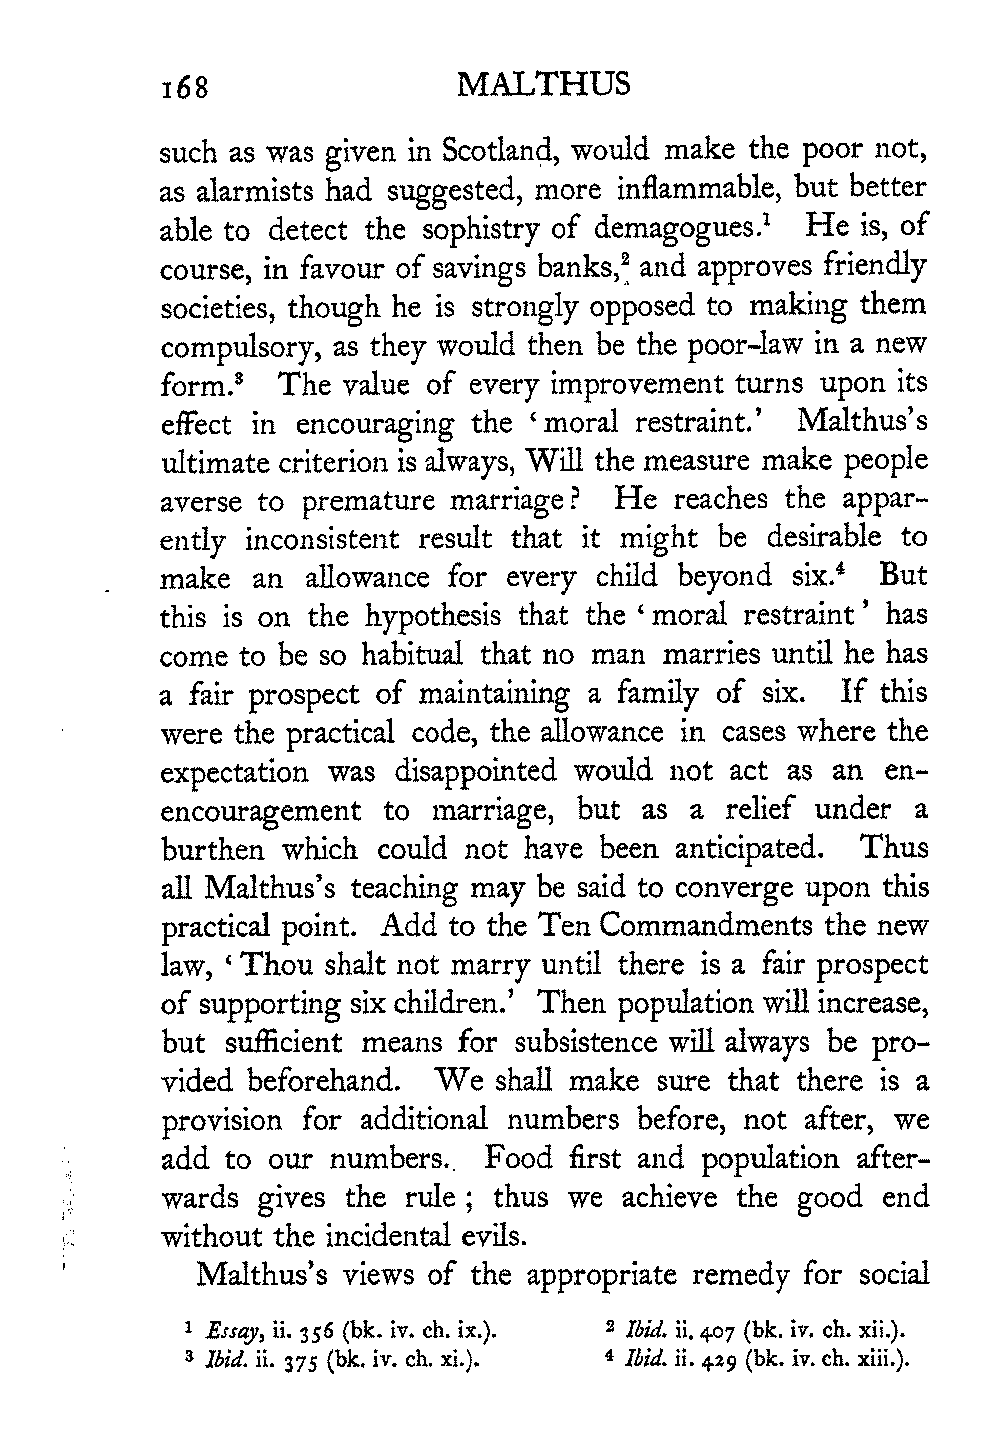 168 MALTHUS
such as was given in Scotland, would make the poor not,
as alarmists had suggested, more inflammable, but better
able to detect the sophistry of demagogues.¹ He is, of
course, in favour of savings banks,² and approves friendly
societies, though he is strongly opposed to making them
compulsory, as they would then be the poor-law in a new
form.³ The value of every improvement turns upon its
effect in encouraging the ‘moral restraint.’ Malthus’s
ultimate criterion is always, Will the measure make people
averse to premature marriage? He reaches the appar-
ently inconsistent result that it might be desirable to
make an allowance for every child beyond six.⁴ But
this is on the hypothesis that the ‘moral restraint’ has
come to be so habitual that no man marries until he has
a fair prospect of maintaining a family of six. If this
were the practical code, the allowance in cases where the
expectation was disappointed would not act as an en-
encouragement to marriage, but as a relief under a
burthen which could not have been anticipated. Thus
all Malthus’s teaching may be said to converge upon this
practical point. Add to the Ten Commandments the new
law, ‘Thou shalt not marry until there is a fair prospect
of supporting six children.’ Then population will increase,
but sufficient means for subsistence will always be pro-
vided beforehand. We shall make sure that there is a
provision for additional numbers before, not after, we
add to our numbers. Food first and population after-
wards gives the rule; thus we achieve the good end
without the incidental evils.
Malthus’s views of the appropriate remedy for social
¹ Essay, ii. 356 (bk. iv. ch. ix.). ² Ibid. ii. 407 (bk. iv. ch. xii.).
³ Ibid. ii. 375 (bk. iv. ch. xi.). ⁴ Ibid. ii. 429 (bk. iv. ch. xiii.).